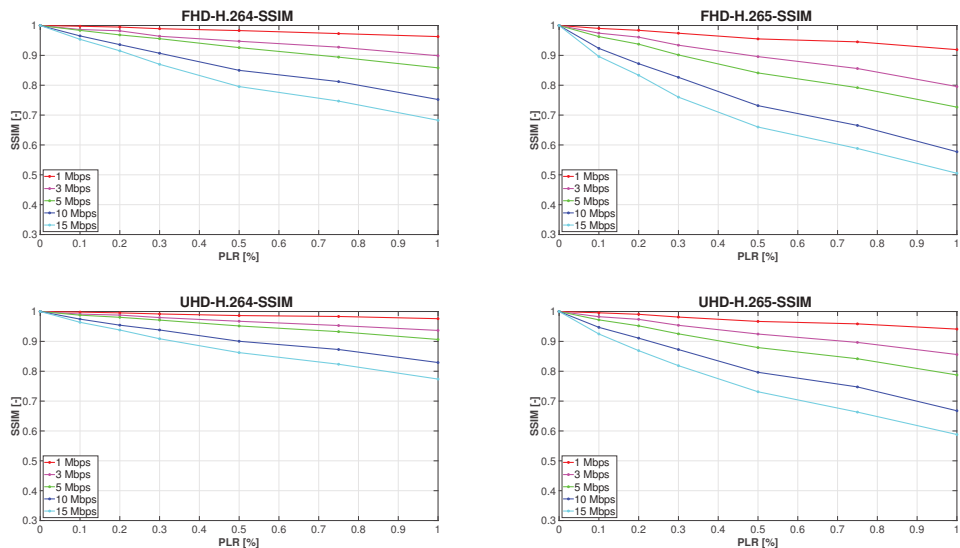 FHD-H.264-SSIM
1
0.9
0.8
0.7
0.6
0.5
0.4
0.3
SSIM [-]
1 Mbps
3 Mbps
5 Mbps
10 Mbps
15 Mbps
0 0.1 0.2 0.3 0.4 0.5 0.6 0.7 0.8 0.9 1
PLR [%]
FHD-H.265-SSIM
1
0.9
0.8
0.7
0.6
0.5
0.4
0.3
SSIM [-]
1 Mbps
3 Mbps
5 Mbps
10 Mbps
15 Mbps
0 0.1 0.2 0.3 0.4 0.5 0.6 0.7 0.8 0.9 1
PLR [%]
UHD-H.264-SSIM
1
0.9
0.8
0.7
0.6
0.5
0.4
0.3
SSIM [-]
1 Mbps
3 Mbps
5 Mbps
10 Mbps
15 Mbps
0 0.1 0.2 0.3 0.4 0.5 0.6 0.7 0.8 0.9 1
PLR [%]
UHD-H.265-SSIM
1
0.9
0.8
0.7
0.6
0.5
0.4
0.3
SSIM [-]
1 Mbps
3 Mbps
5 Mbps
10 Mbps
15 Mbps
0 0.1 0.2 0.3 0.4 0.5 0.6 0.7 0.8 0.9 1
PLR [%]